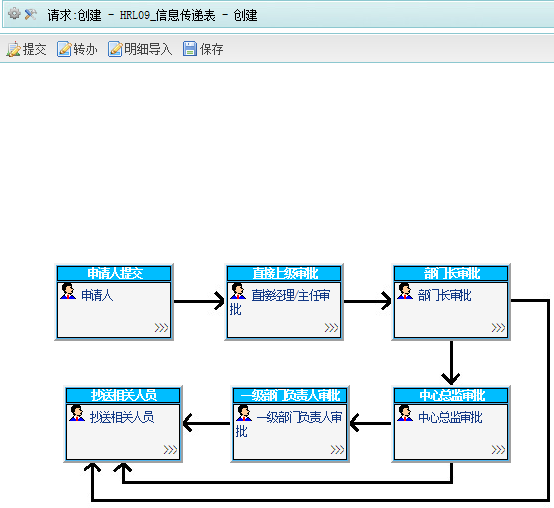 请求:创建 - HRL09_信息传递表 - 创建
提交 转办 明细导入 保存
申请人提交 直接上级审批 部门长审批
申请人 直接经理/主任审 部门长审批
批
抄送相关人员 一级部门负责人审批 中心总监审批
抄送相关人员 一级部门负责人审 中心总监审批
批